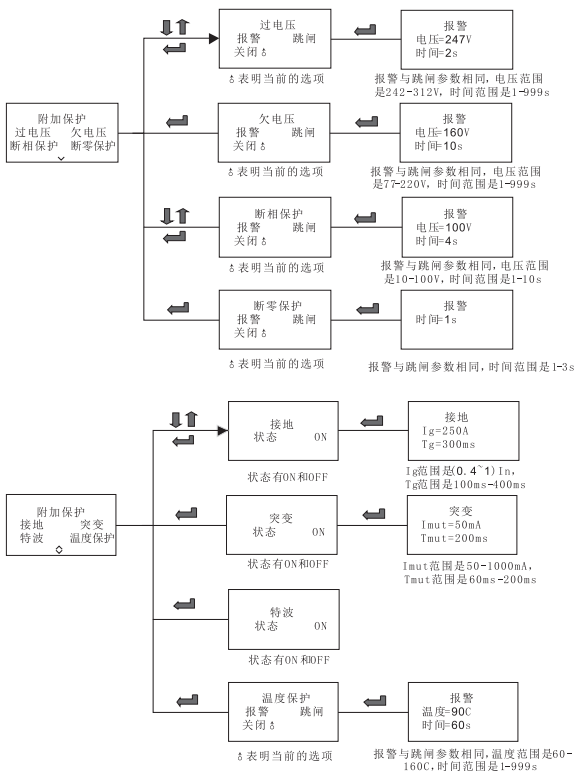 过电压
报警 跳闸
关闭
表明当前的选项
报警
电压=247V
时间=2s
报警与跳闸参数相同,电压范围
是242-312V,时间范围是1-999s
附加保护
过电压 欠电压
断相保护 断零保护
欠电压
报警 跳闸
关闭
表明当前的选项
报警
电压=160V
时间=10s
报警与跳闸参数相同,电压范围
是77-220V,时间范围是1-999s
断相保护
报警 跳闸
关闭
表明当前的选项
报警
电压=100V
时间=4s
报警与跳闸参数相同,电压范围
是10-100V,时间范围是1-10s
断零保护
报警 跳闸
关闭
表明当前的选项
报警
时间=1s
报警与跳闸参数相同,时间范围是1-3s
接地
状态 ON
状态有ON和OFF
接地
Ig=250A
Tg=300ms
Ig范围是(0.4~1)In,
Tg范围是100ms-400ms
附加保护
接地 突变
特波 温度保护
突变
状态 ON
状态有ON和OFF
突变
Imut=50mA
Tmut=200ms
Imut范围是50-1000mA,
Tmut范围是60ms-200ms
特波
状态 ON
状态有ON和OFF
温度保护
报警 跳闸
关闭
表明当前的选项
报警
温度=90C
时间=60s
报警与跳闸参数相同,温度范围是60-
160C,时间范围是1-999s